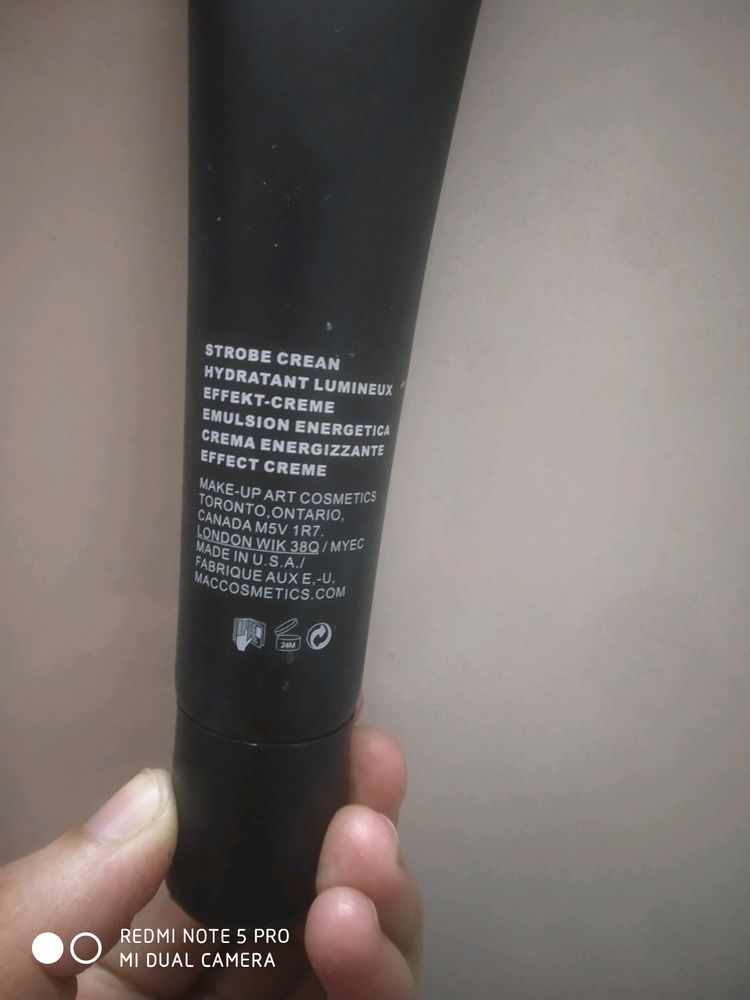 STROBE CREAN
HYDRATANT LUMINEUX
EFFEKT-CREME
EMULSION ENERGETICA
CREMA ENERGIZZANTE
EFFECT CREME
MAKE-UP ART COSMETICS
TORONTO,ONTARIO,
CANADA M5V 1R7.
LONDON WIK 38Q / MYEC
MADE IN U.S.A./
FABRIQUE AUX E,-U,
MACCOSMETICS.COM
24M
REDMI NOTE 5 PRO
MI DUAL CAMERA